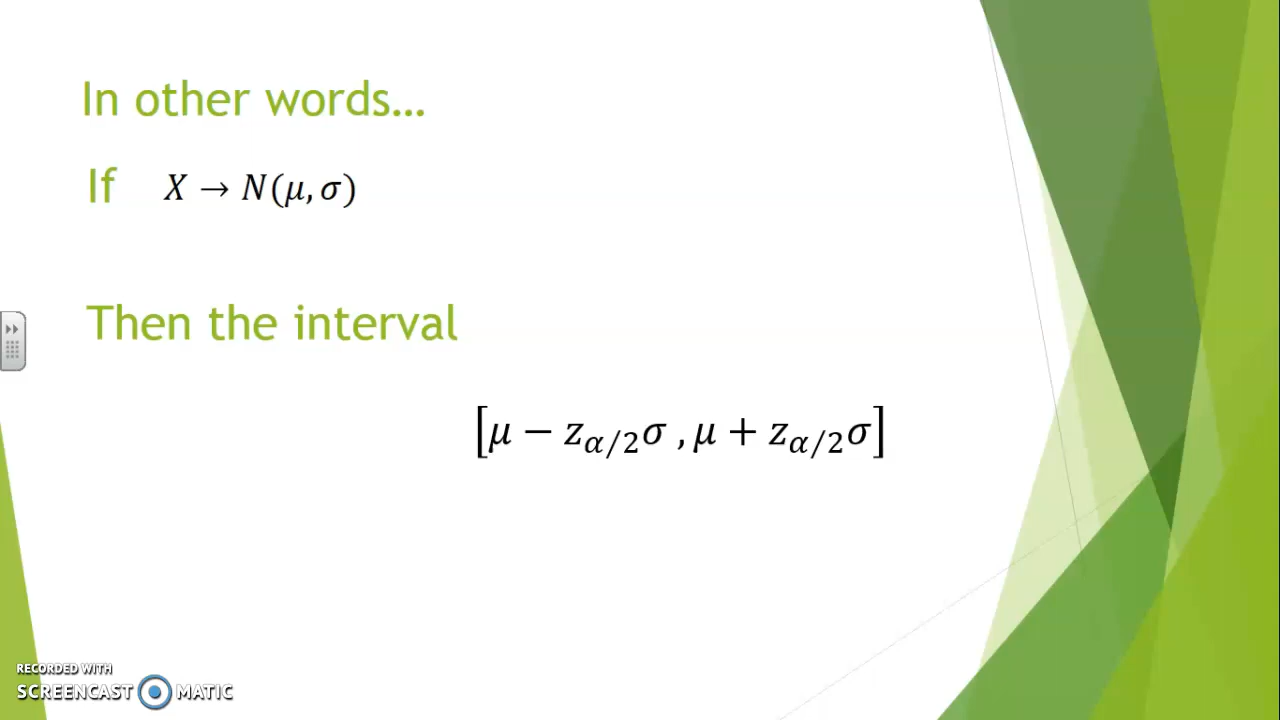 In other words…
If X → N(μ, σ)
Then the interval
[μ − z_{α/2}σ , μ + z_{α/2}σ]
RECORDED WITH
SCREENCAST MATIC